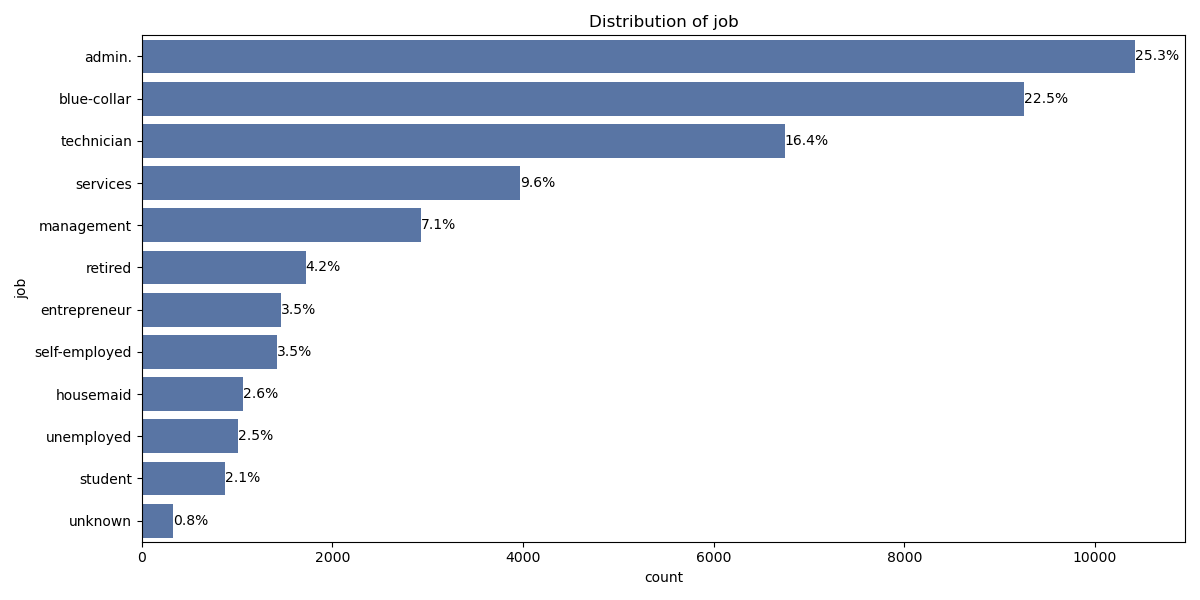 Distribution of job
admin. 25.3%
blue-collar 22.5%
technician 16.4%
services 9.6%
management 7.1%
retired 4.2%
entrepreneur 3.5%
self-employed 3.5%
housemaid 2.6%
unemployed 2.5%
student 2.1%
unknown 0.8%
job
0 2000 4000 6000 8000 10000
count